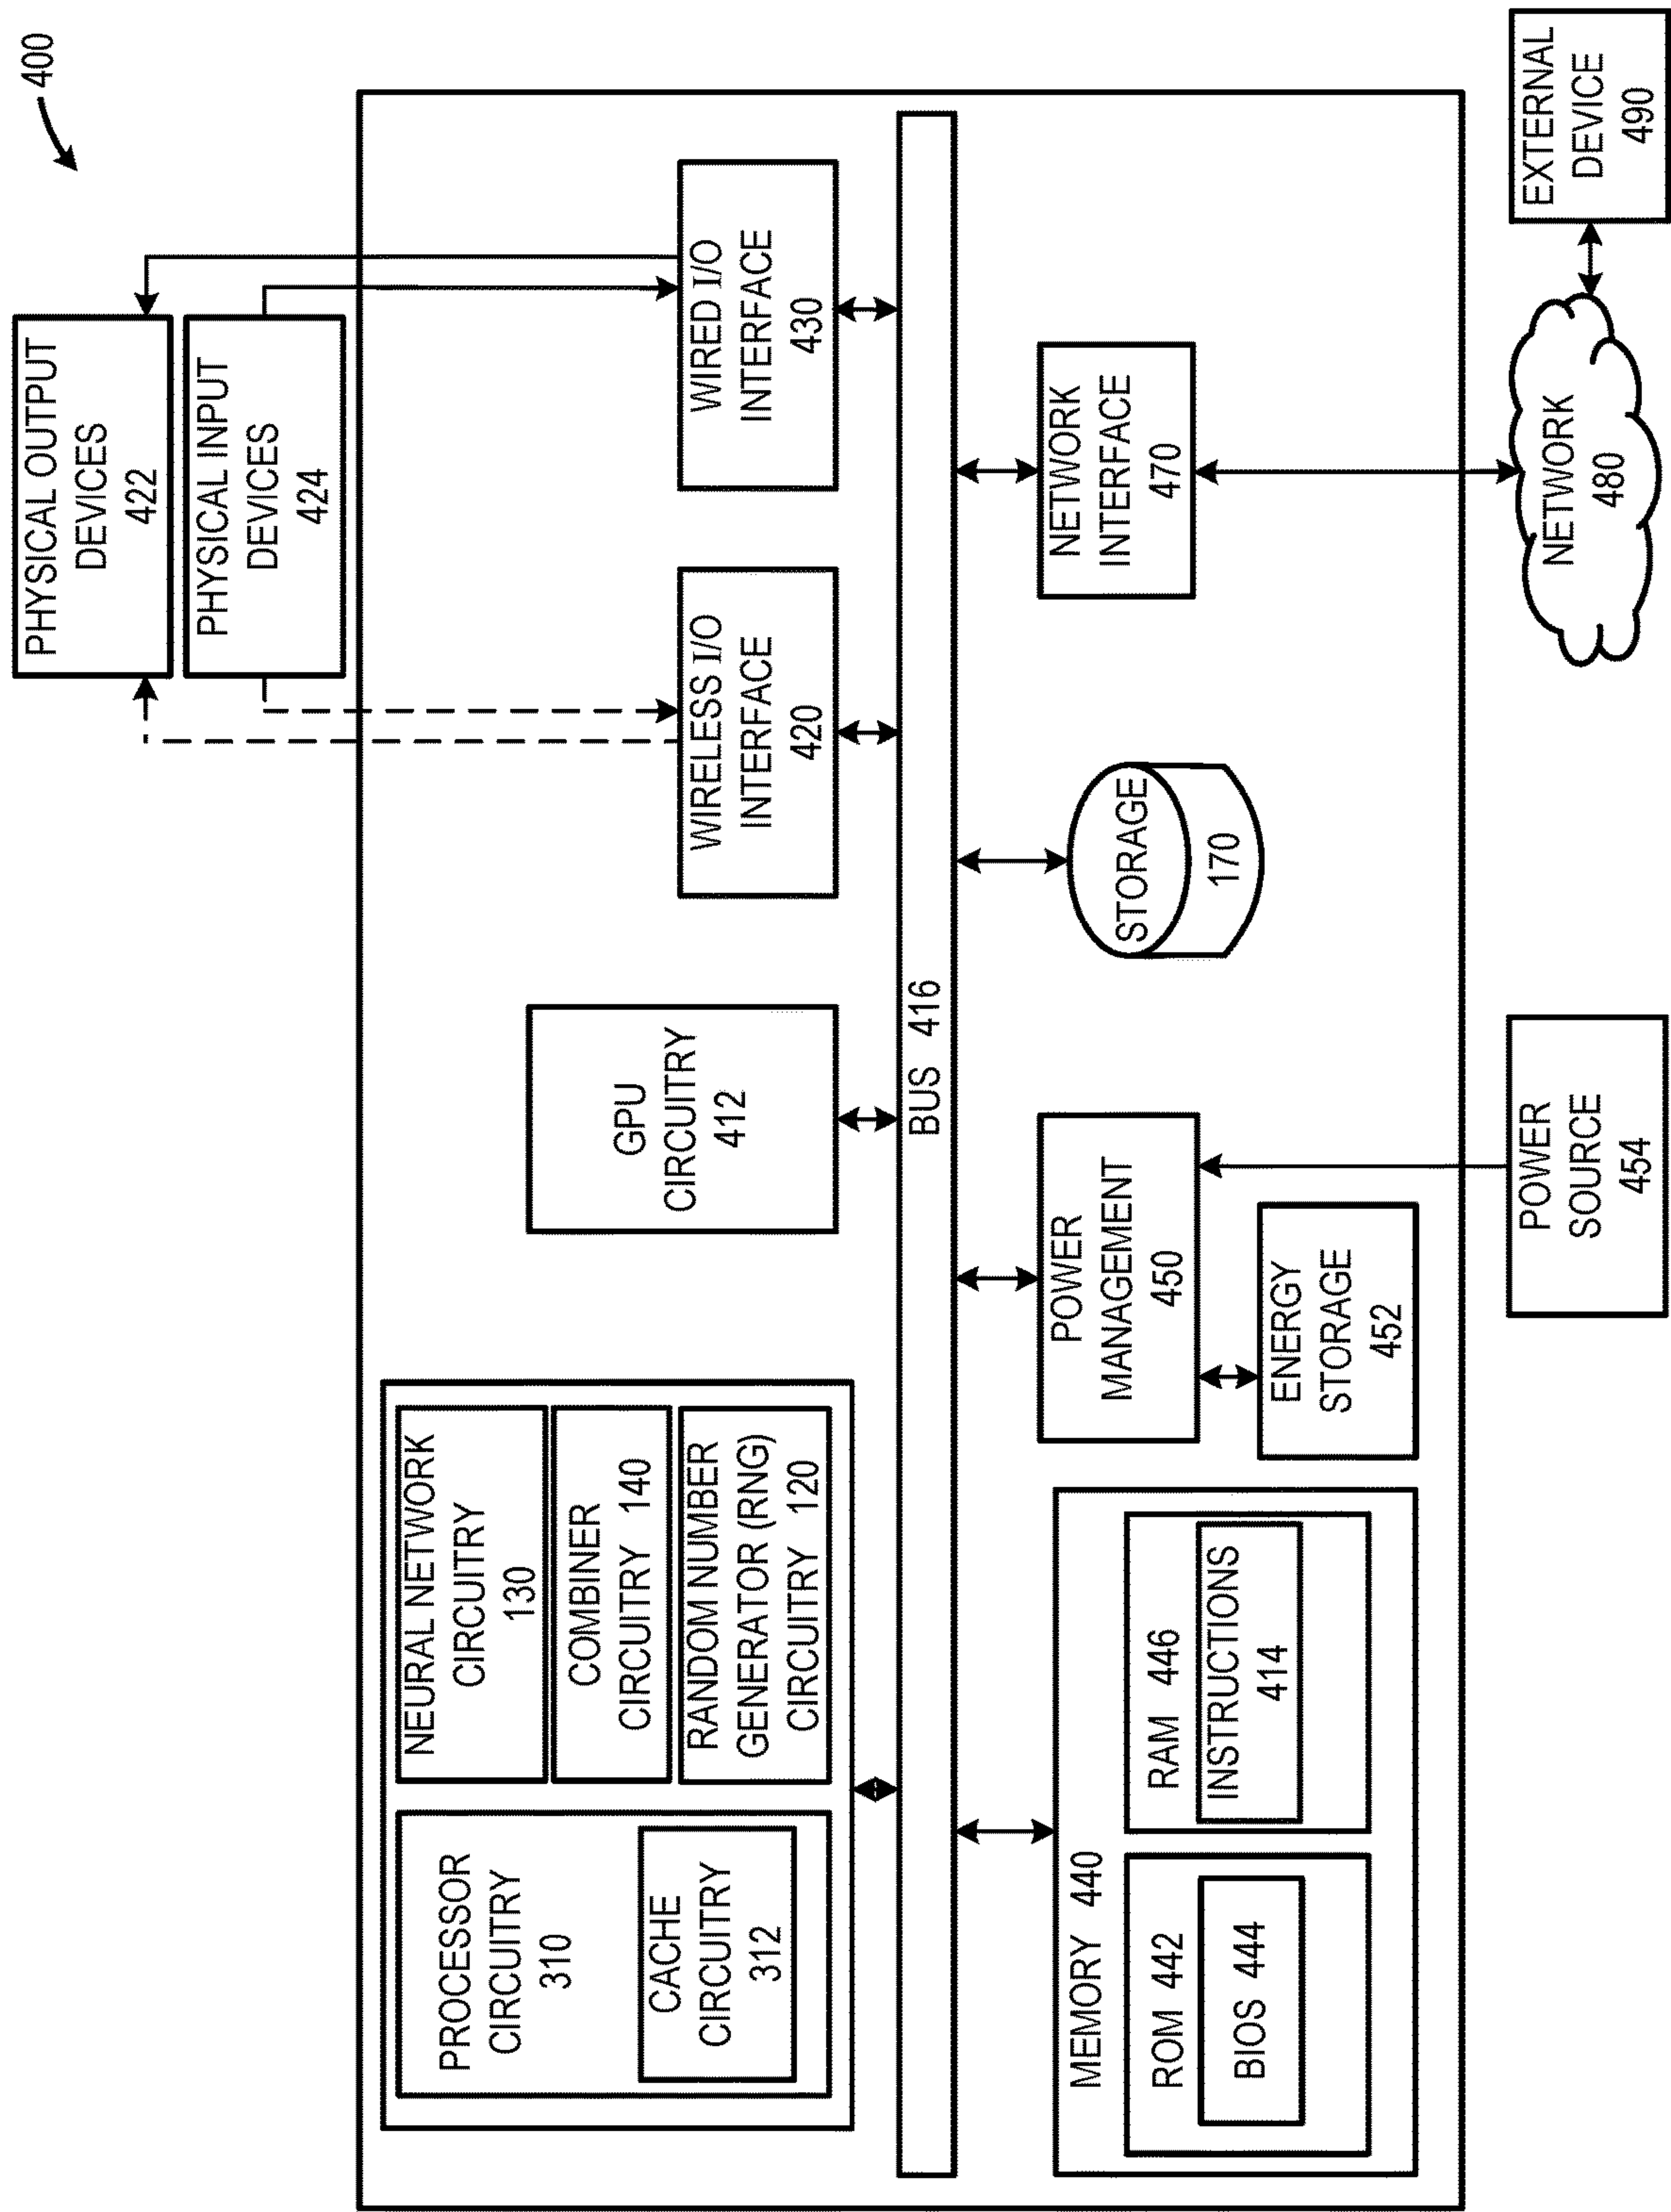 400
PHYSICAL OUTPUT
DEVICES
422
PHYSICAL INPUT
DEVICES
424
NEURAL NETWORK
CIRCUITRY
130
COMBINER
CIRCUITRY 140
RANDOM NUMBER
GENERATOR (RNG)
CIRCUITRY 120
PROCESSOR
CIRCUITRY
310
CACHE
CIRCUITRY
312
GPU
CIRCUITRY
412
WIRELESS I/O
INTERFACE
420
WIRED I/O
INTERFACE
430
BUS 416
MEMORY 440
ROM 442
BIOS 444
RAM 446
INSTRUCTIONS
414
POWER
MANAGEMENT
450
ENERGY
STORAGE
452
STORAGE
170
NETWORK
INTERFACE
470
POWER
SOURCE
454
NETWORK
480
EXTERNAL
DEVICE
490